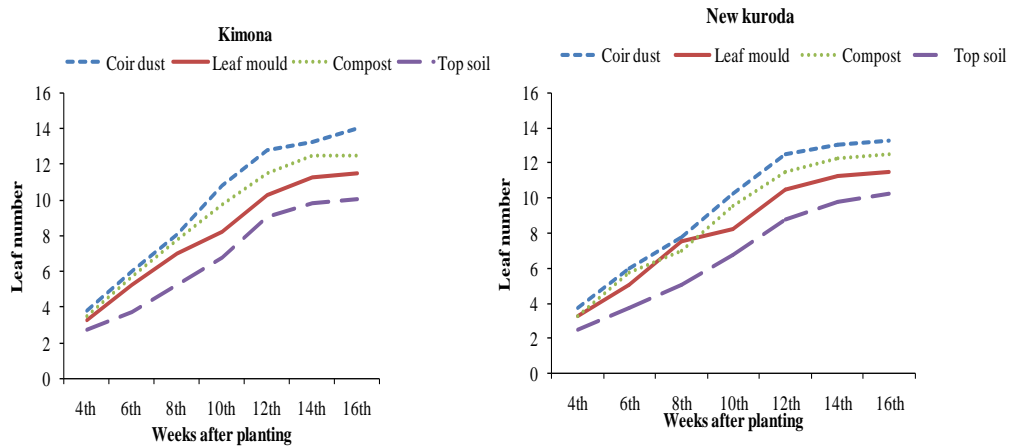 Kimona
Coir dust Leaf mould Compost Top soil
16
14
12
10
8
6
4
2
0
Leaf number
4th 6th 8th 10th 12th 14th 16th
Weeks after planting
New kuroda
Coir dust Leaf mould Compost Top soil
16
14
12
10
8
6
4
2
0
Leaf number
4th 6th 8th 10th 12th 14th 16th
Weeks after planting